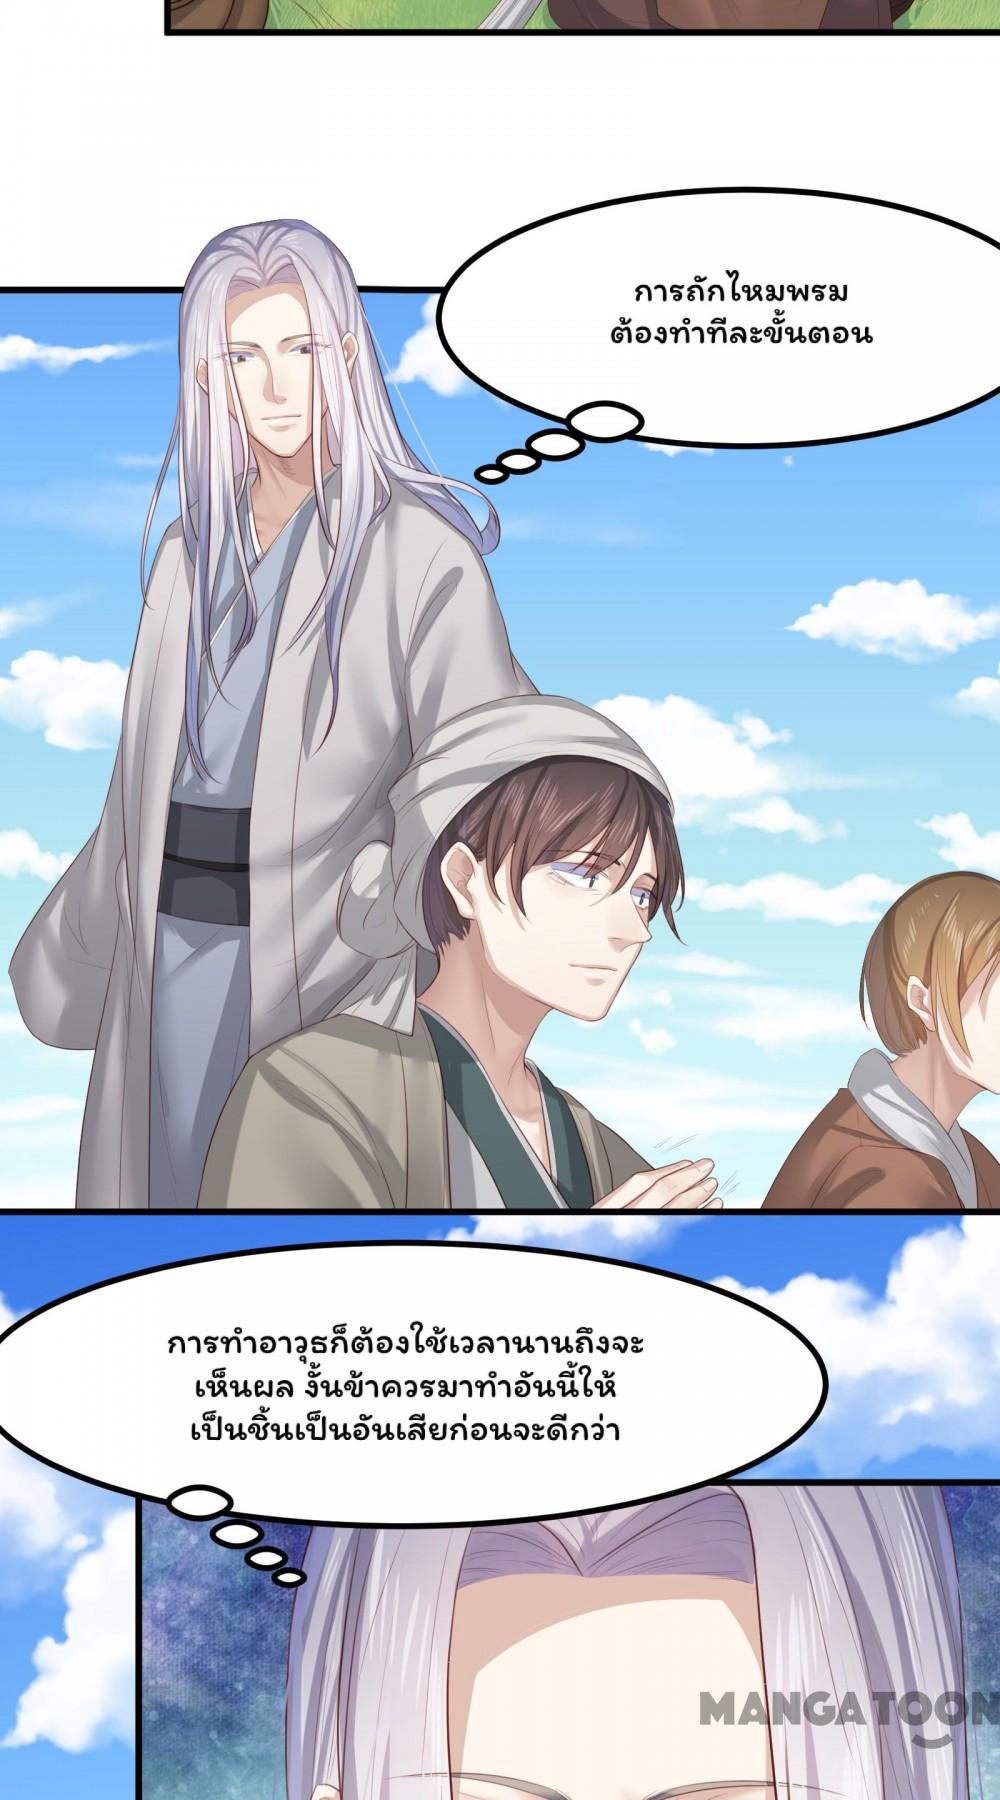 การถักไหมพรม
ต้องทำทีละขั้นตอน
การทำอาวุธก็ต้องใช้เวลานานถึงจะ
เห็นผล งั้นข้าควรมาทำอันนี้ให้
เป็นชิ้นเป็นอันเสียก่อนจะดีกว่า
MANGATOON